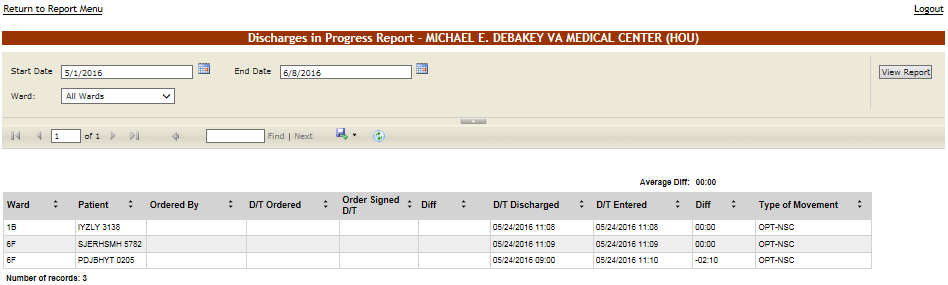 Return to Report Menu Logout
Discharges in Progress Report - MICHAEL E. DEBAKEY VA MEDICAL CENTER (HOU)
Start Date 5/1/2016 End Date 6/8/2016 View Report
Ward: All Wards
1 of 1 Find | Next
Average Diff: 00:00
Ward Patient Ordered By D/T Ordered Order Signed D/T Diff D/T Discharged D/T Entered Diff Type of Movement
1B IYZLY 3138 05/24/2016 11:08 05/24/2016 11:08 00:00 OPT-NSC
6F SJERHSMH 5782 05/24/2016 11:09 05/24/2016 11:09 00:00 OPT-NSC
6F PDJBHYT 0205 05/24/2016 09:00 05/24/2016 11:10 -02:10 OPT-NSC
Number of records: 3